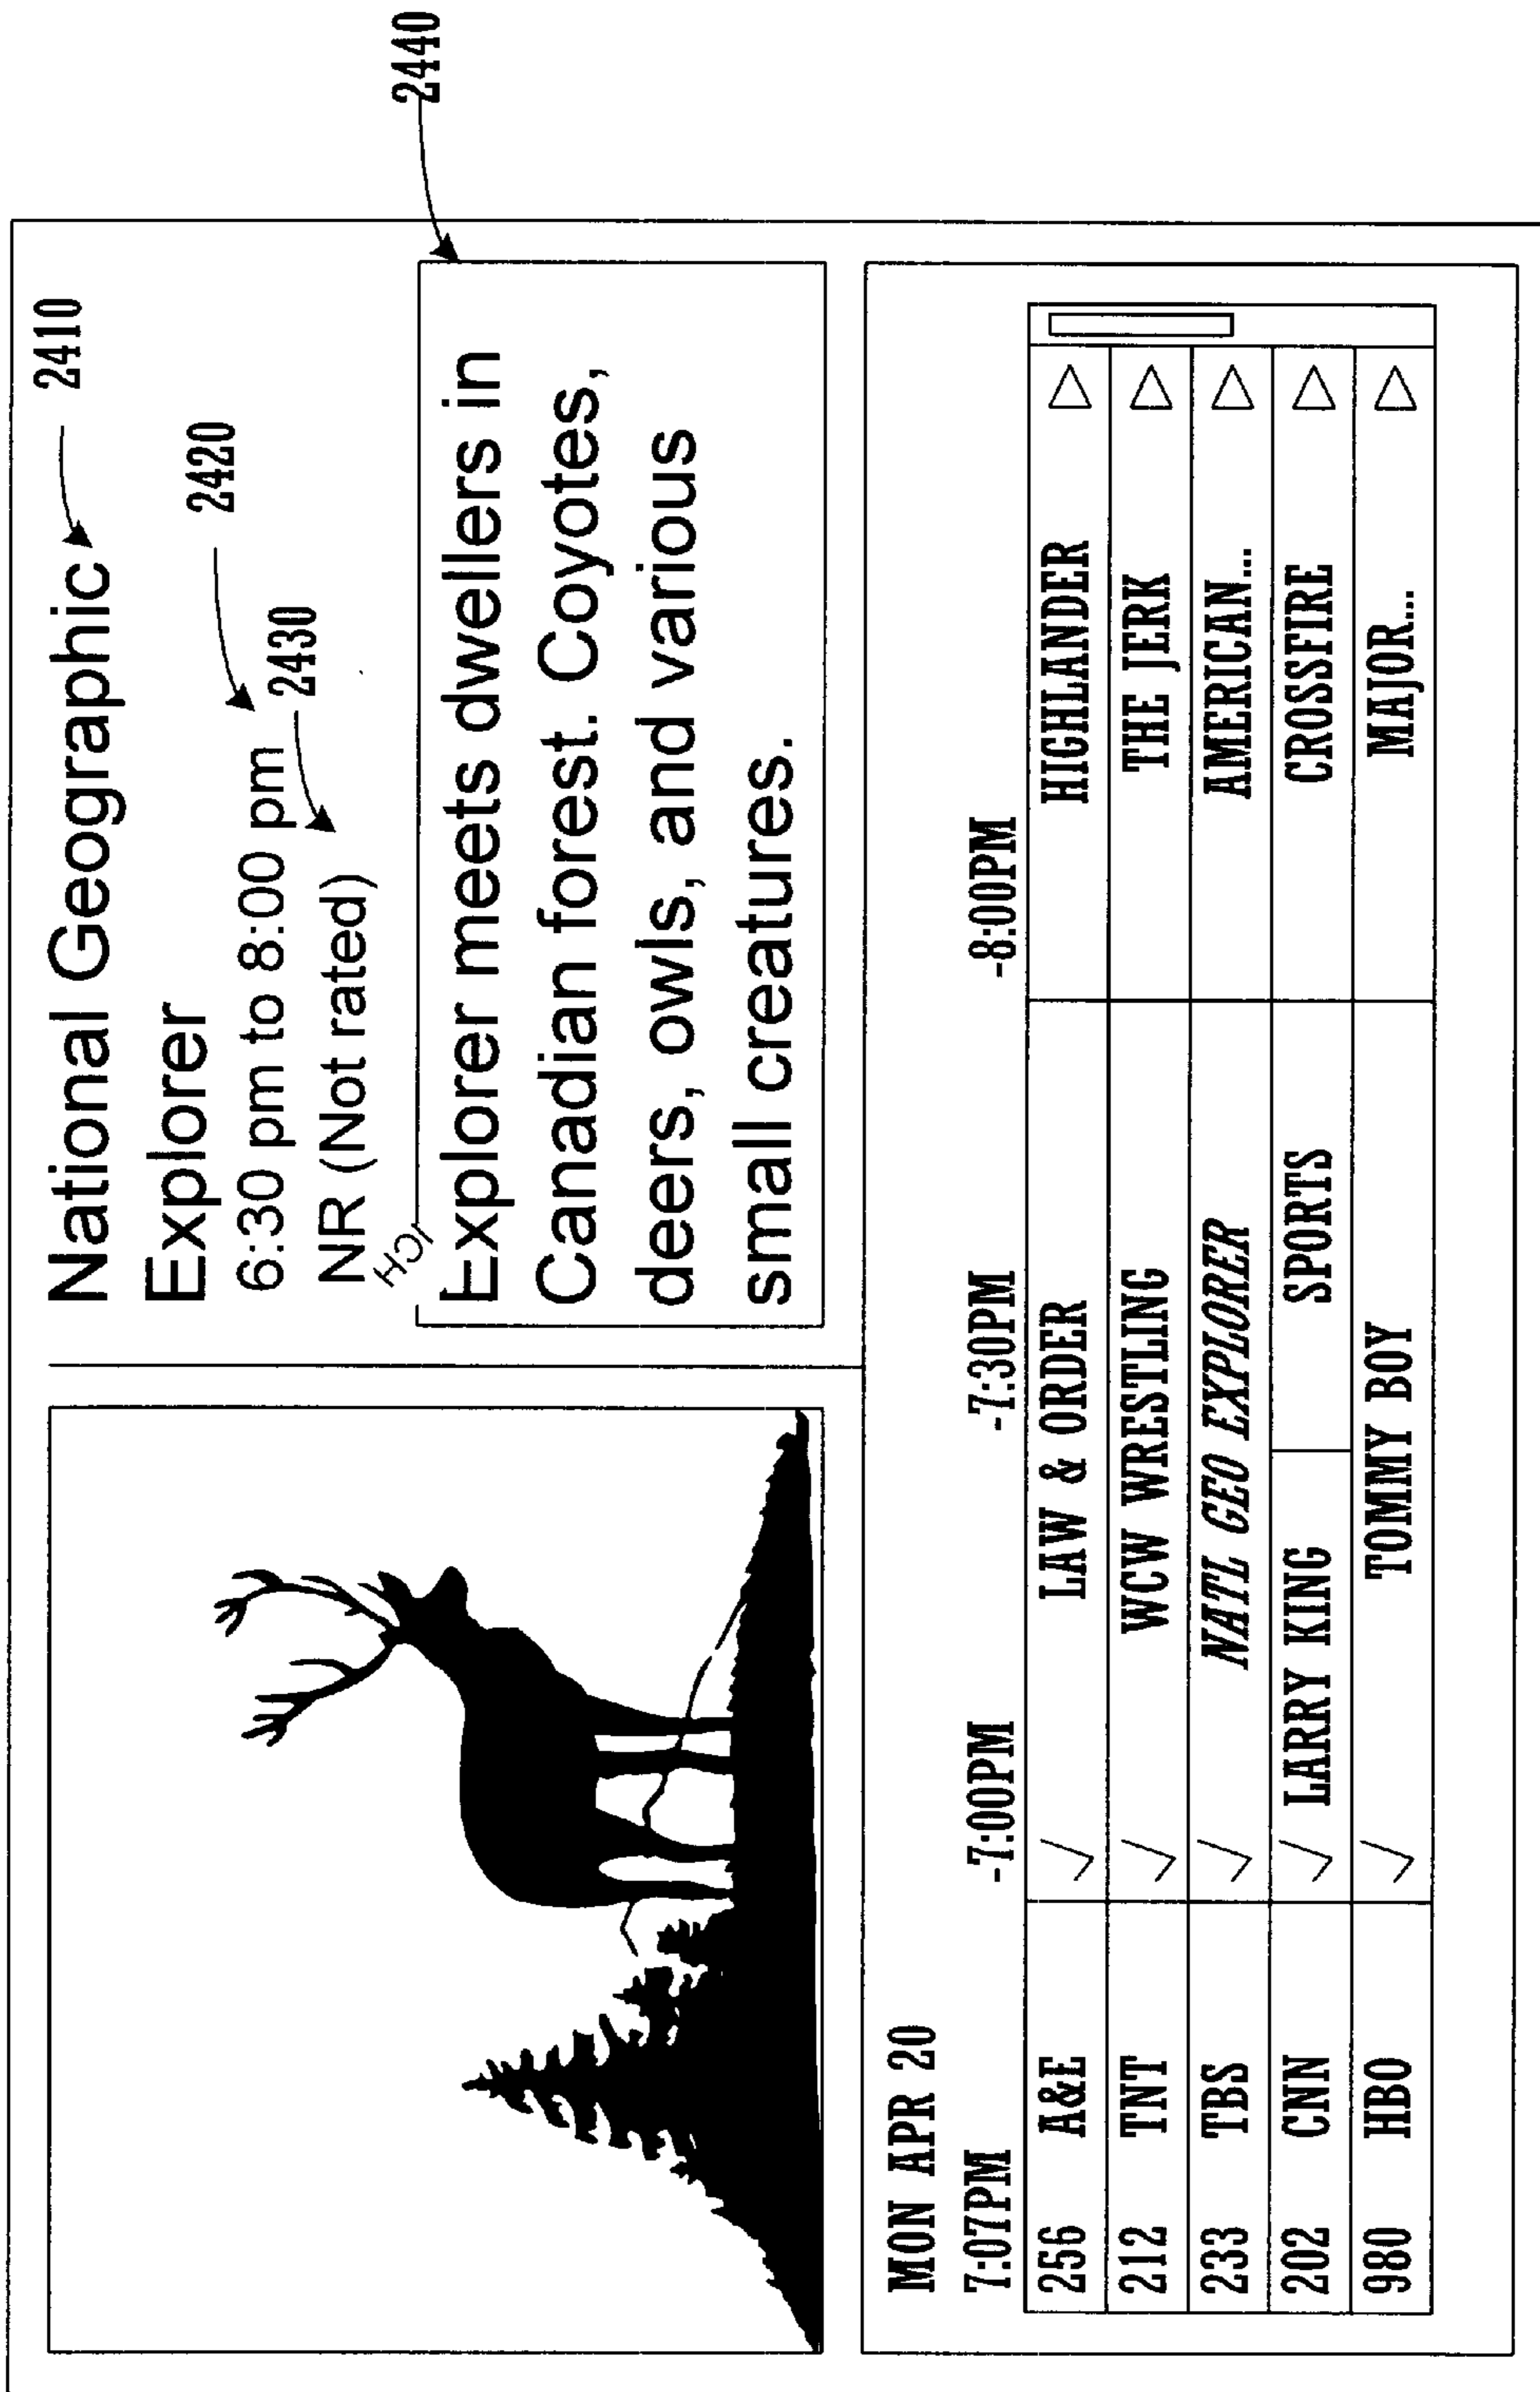 2410
National Geographic
Explorer
2420
6:30 pm to 8:00 pm
2430
NR (Not rated)
ICH
2440
Explorer meets dwellers in
Canadian forest. Coyotes,
deers, owls, and various
small creatures.
MON APR 20
7:07PM -7:00PM -7:30PM -8:00PM
256 A&E √ LAW & ORDER HIGHLANDER
212 TNT √ WCW WRESTLING THE JERK
233 TBS √ NATL GEO EXPLORER AMERICAN...
202 CNN √ LARRY KING SPORTS CROSSFIRE
980 HBO √ TOMMY BOY MAJOR...